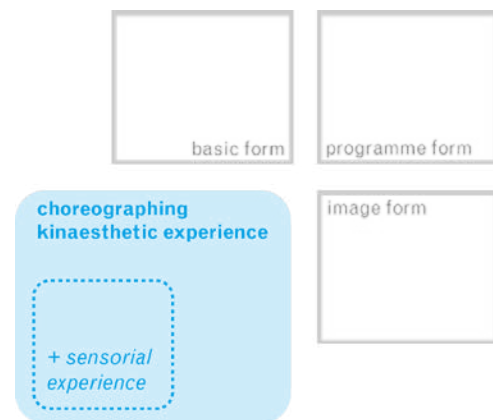 basic form
programme form
choreographing
kinaesthetic experience
image form
+ sensorial
experience